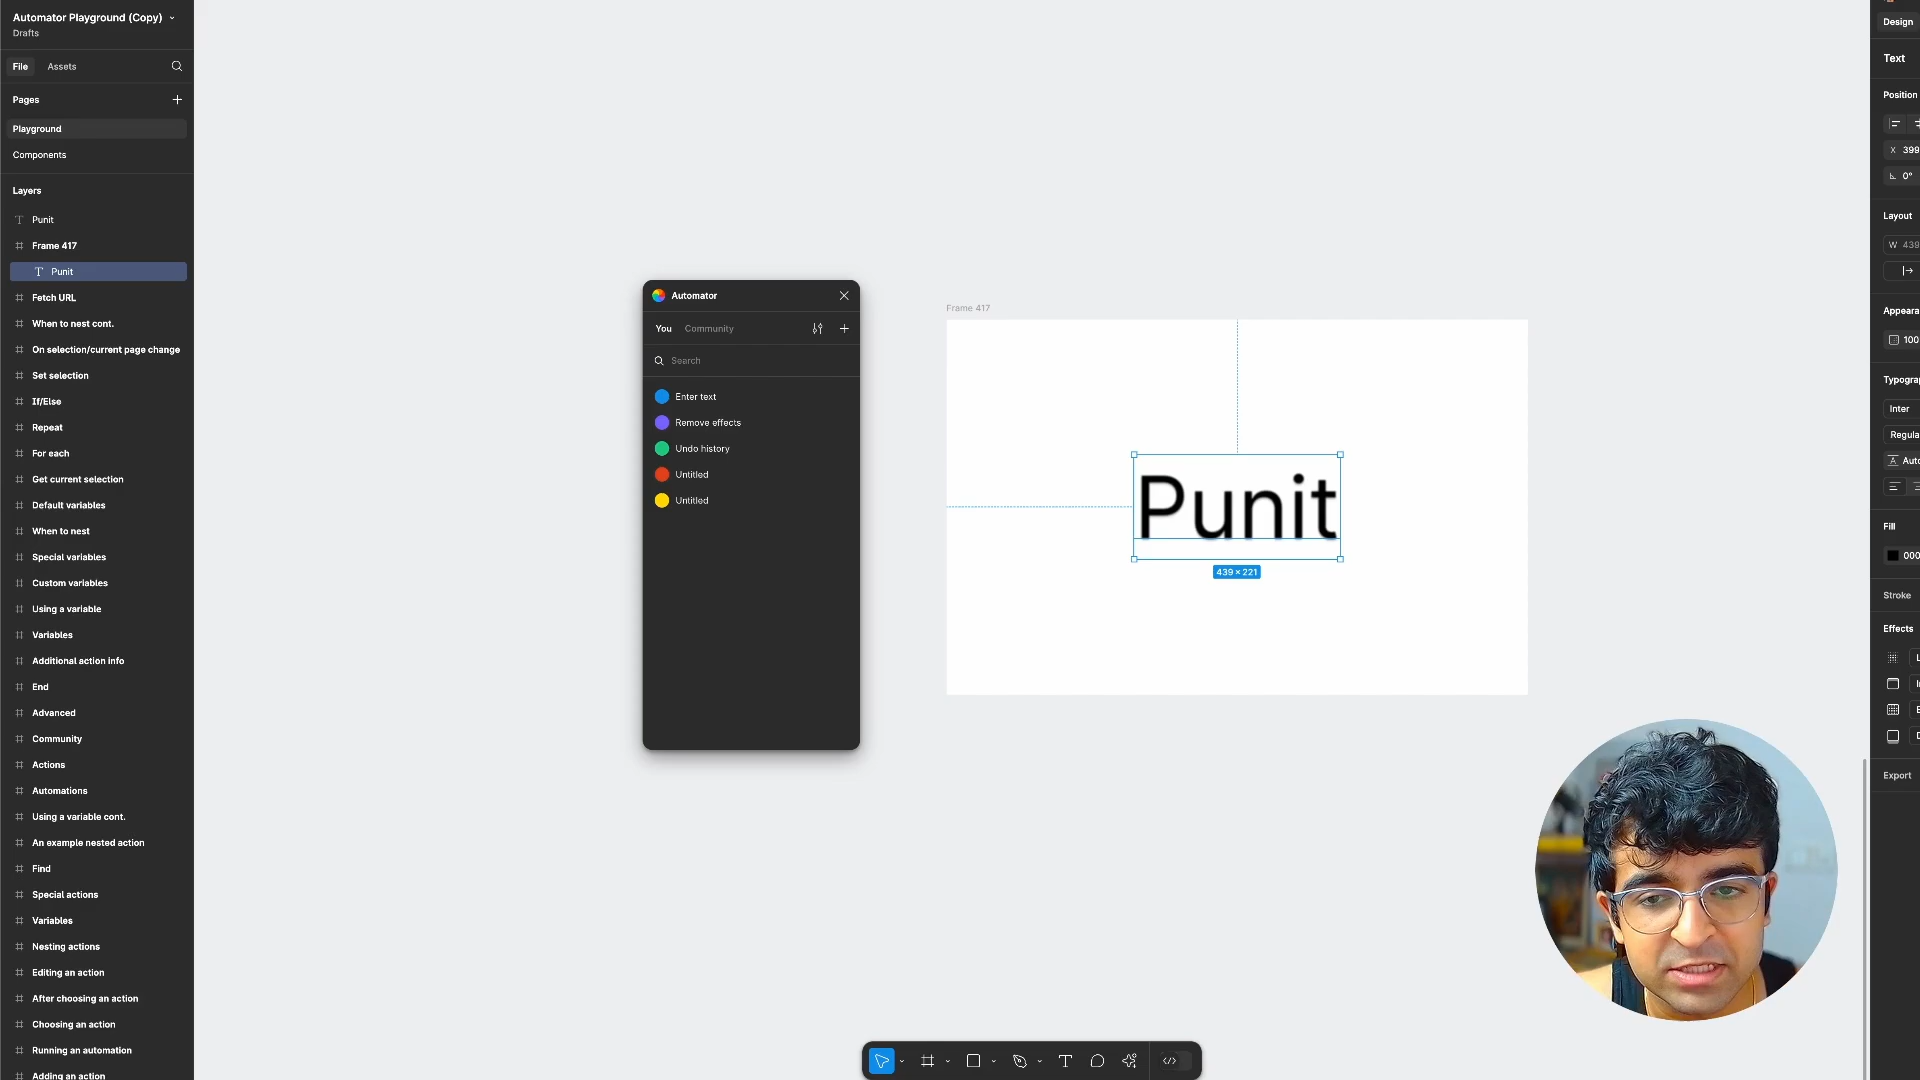 Automator Playground (Copy)
Drafts
File
Assets
Pages
Playground
Components
Layers
Punit
Frame 417
Punit
Fetch URL
When to nest cont.
On selection/current page change
Set selection
If/Else
Repeat
For each
Get current selection
Default variables
When to nest
Special variables
Custom variables
Using a variable
Variables
Additional action info
End
Advanced
Community
Actions
Automations
Using a variable cont.
An example nested action
Find
Special actions
Variables
Nesting actions
Editing an action
After choosing an action
Choosing an action
Running an automation
Adding an action
Automator
You
Community
Search
Enter text
Remove effects
Undo history
Untitled
Untitled
Frame 417
Punit
439 × 221
Design
Text
Position
X 399
0°
Layout
W 439
Appeara
100
Typogra
Inter
Regula
Auto
Fill
000
Stroke
Effects
Export